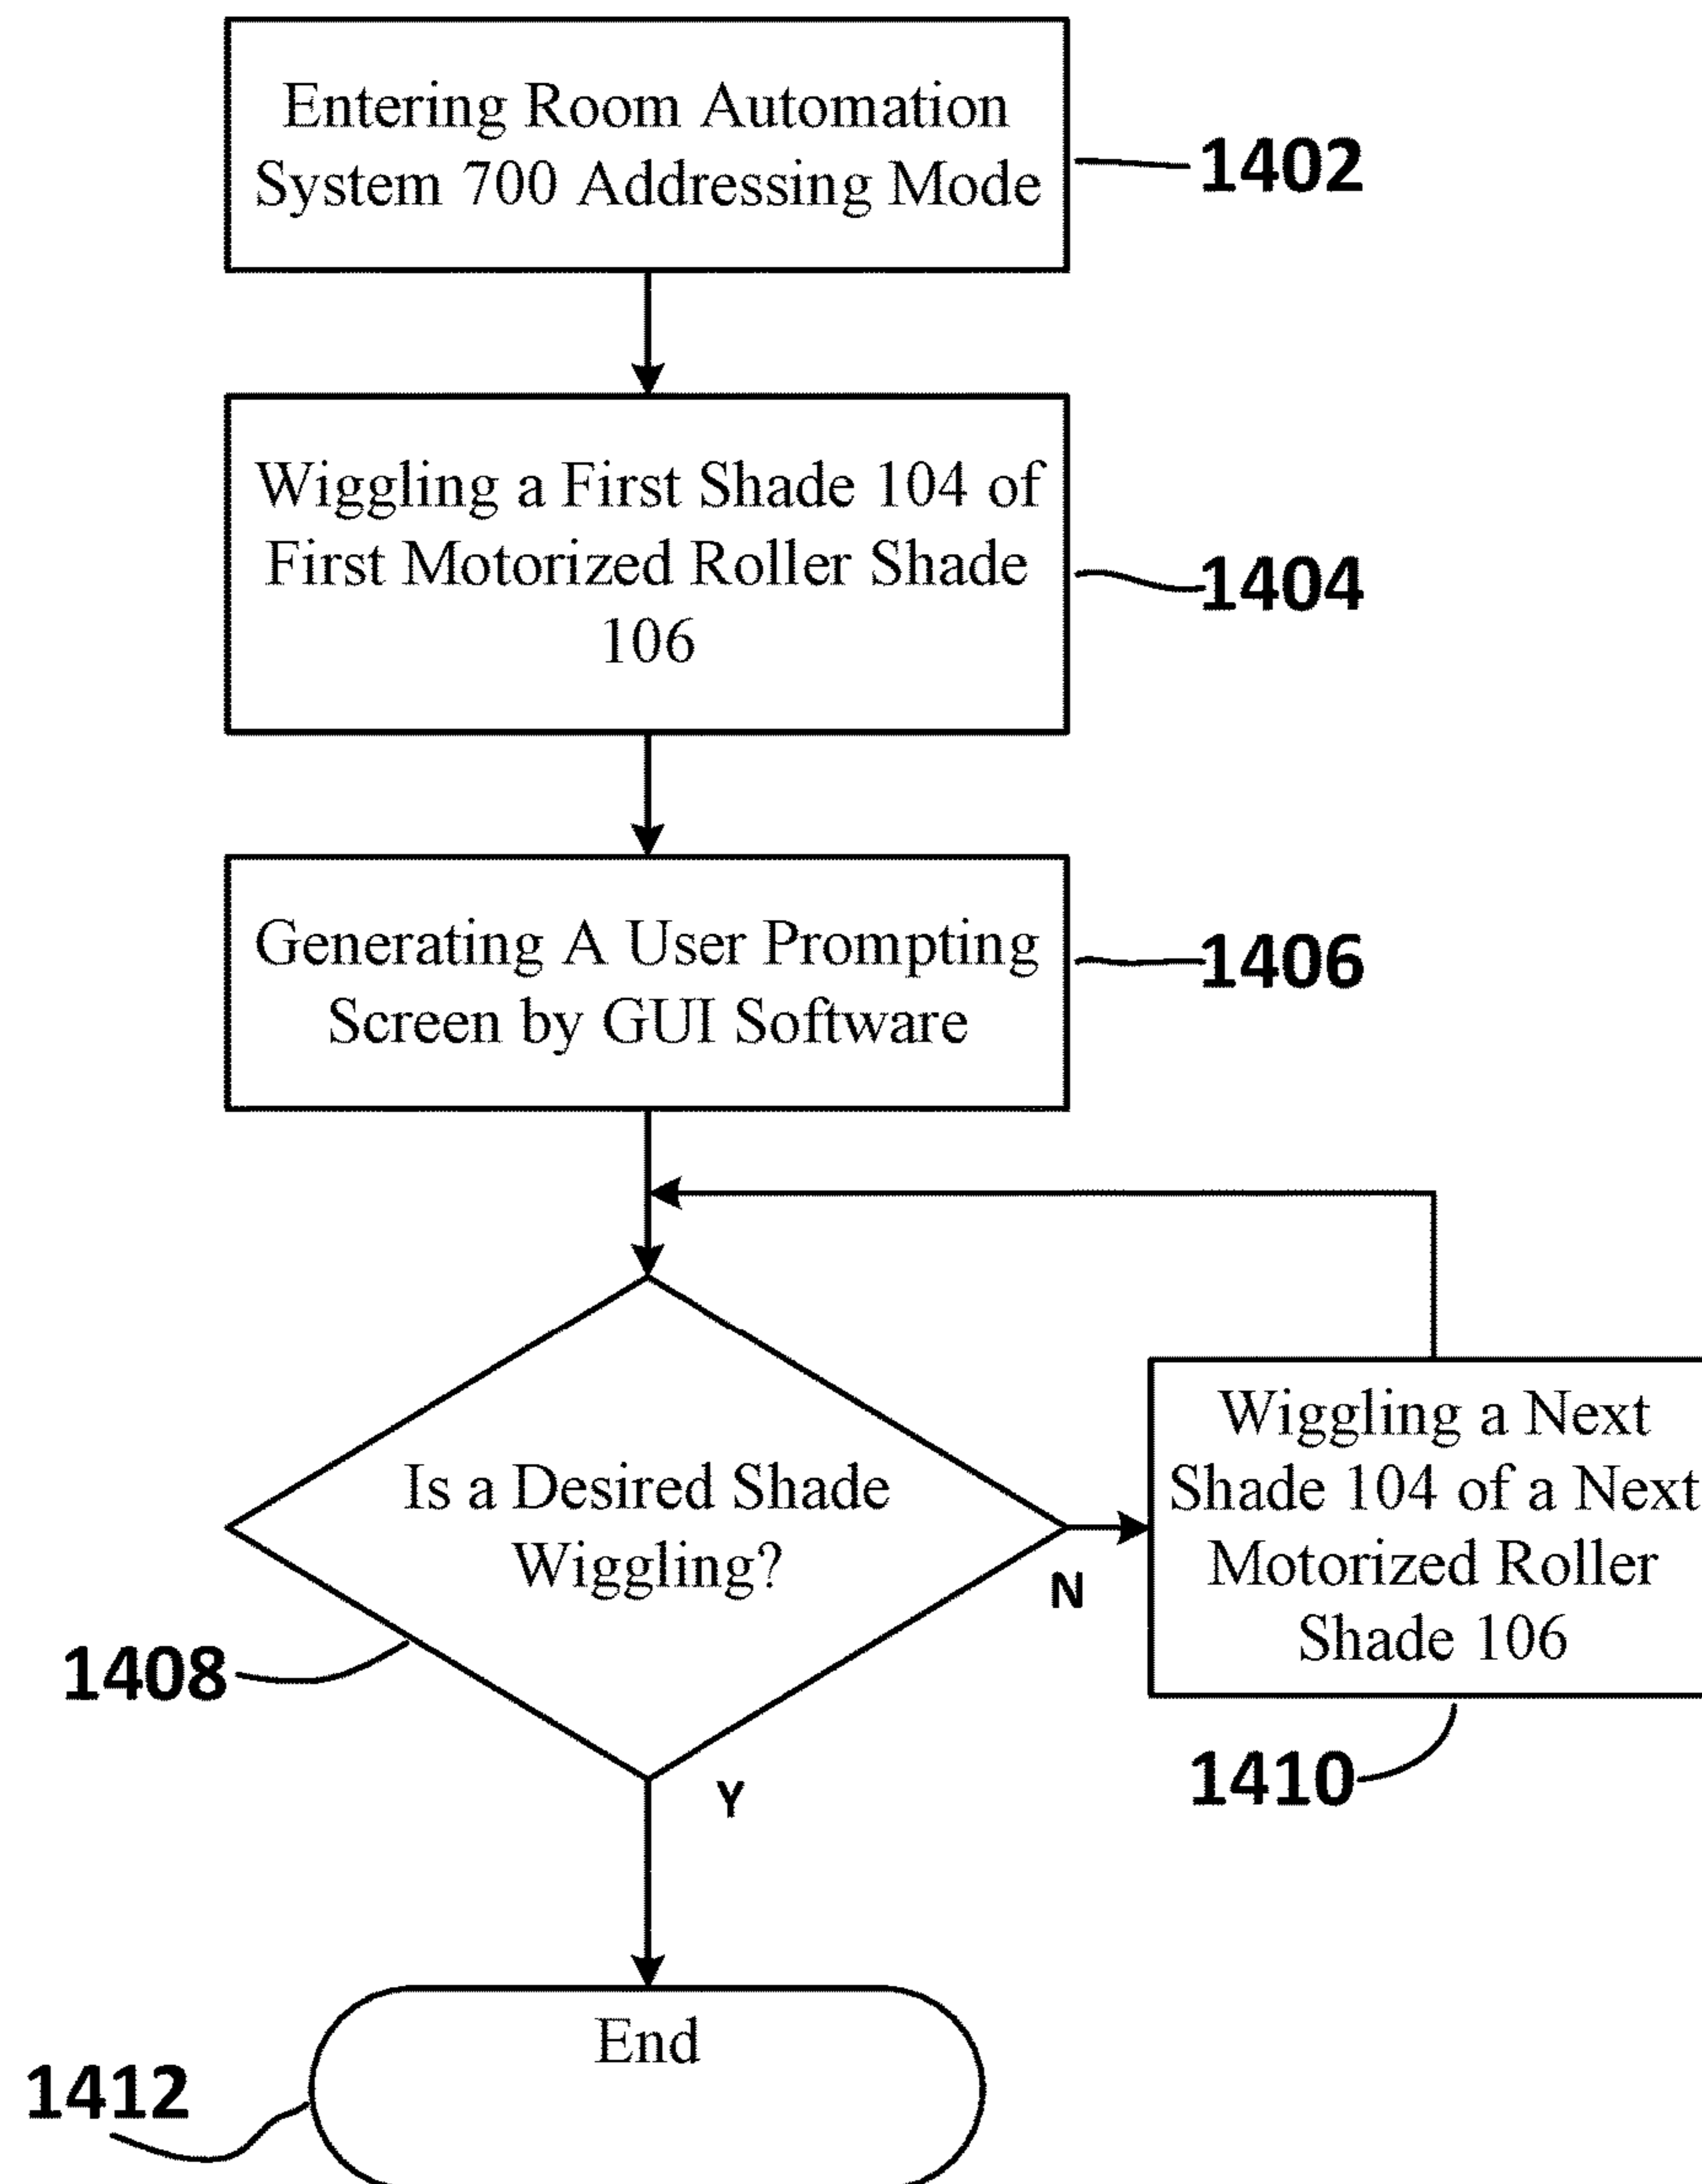 Entering Room Automation
System 700 Addressing Mode
1402
Wiggling a First Shade 104 of
First Motorized Roller Shade
106
1404
Generating A User Prompting
Screen by GUI Software
1406
Is a Desired Shade
Wiggling?
1408
N
Wiggling a Next
Shade 104 of a Next
Motorized Roller
Shade 106
1410
Y
End
1412